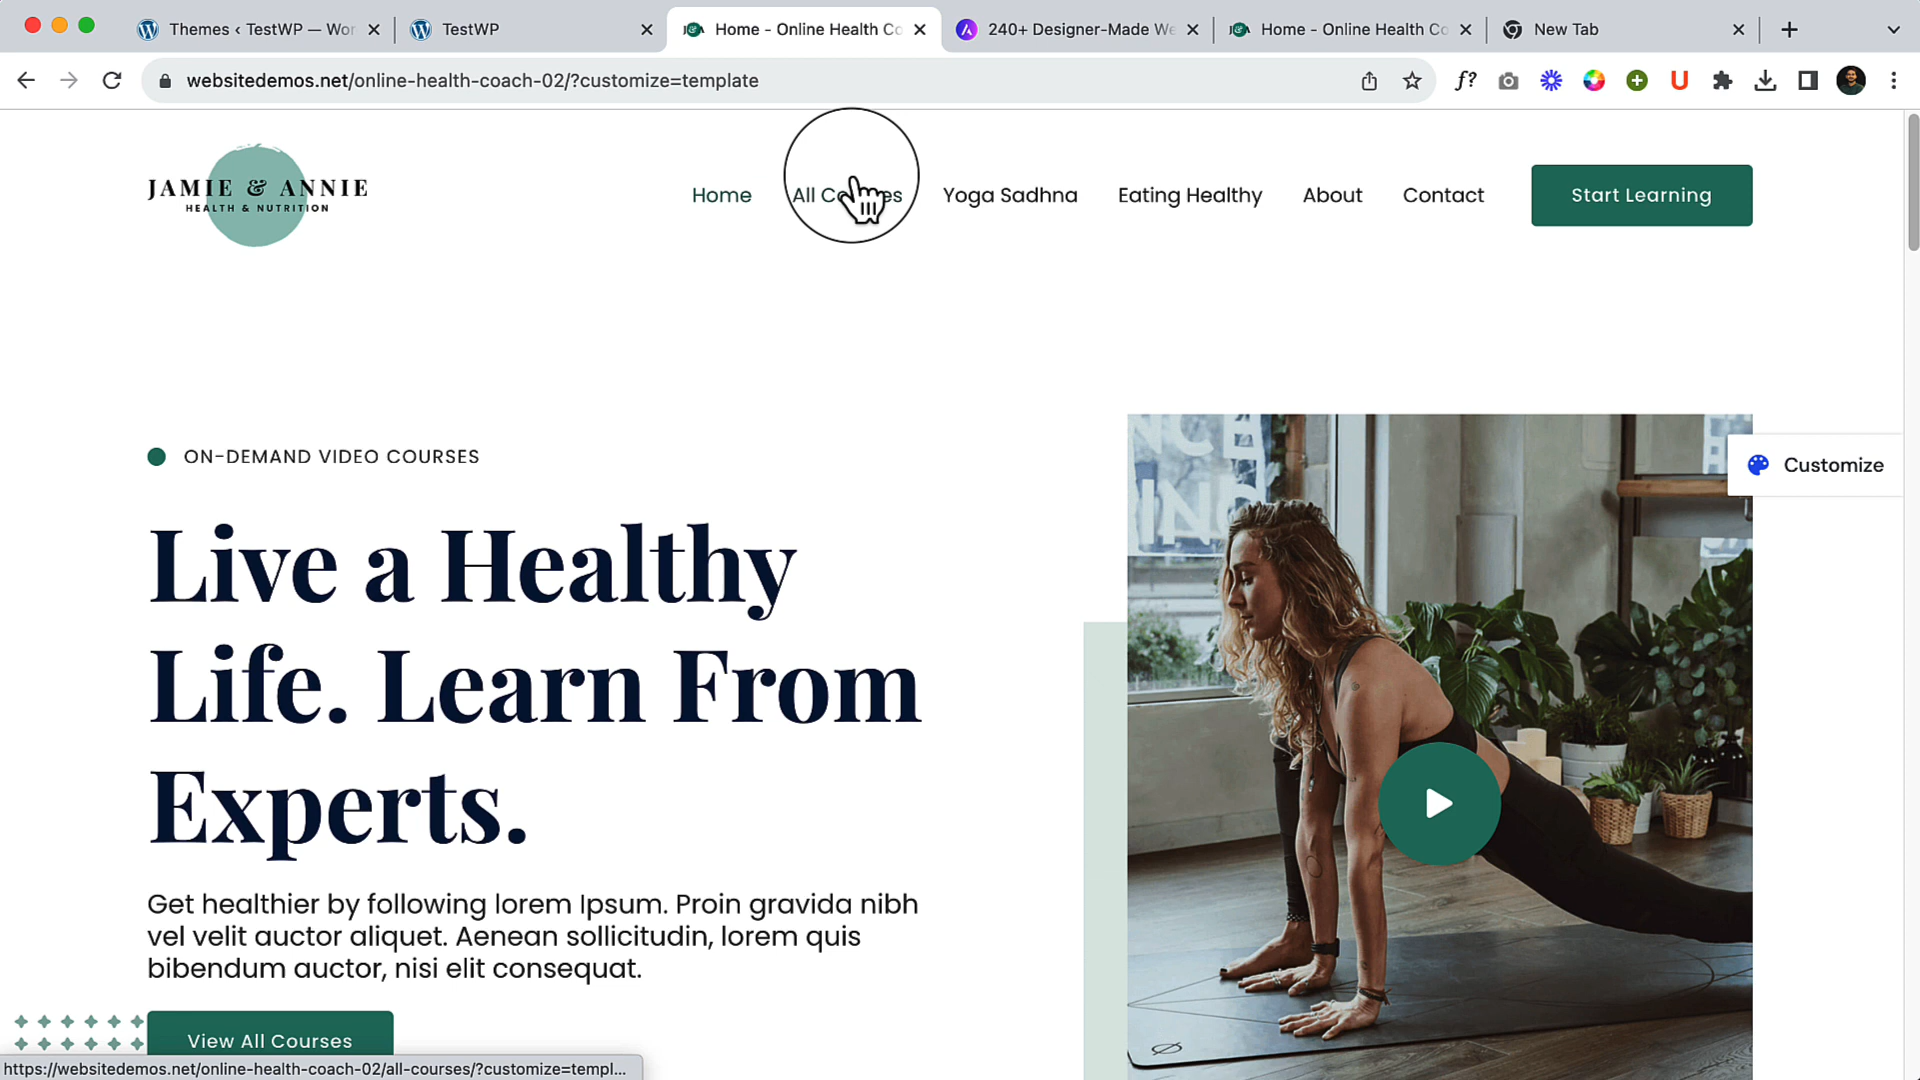 Themes ‹ TestWP — Wor
TestWP
Home - Online Health Co
240+ Designer-Made We
Home - Online Health Co
New Tab
websitedemos.net/online-health-coach-02/?customize=template
f?
JAMIE & ANNIE
HEALTH & NUTRITION
Home
All Courses
Yoga Sadhna
Eating Healthy
About
Contact
Start Learning
ON-DEMAND VIDEO COURSES
Customize
Live a Healthy
Life. Learn From
Experts.
Get healthier by following lorem Ipsum. Proin gravida nibh
vel velit auctor aliquet. Aenean sollicitudin, lorem quis
bibendum auctor, nisi elit consequat.
View All Courses
https://websitedemos.net/online-health-coach-02/all-courses/?customize=templ...